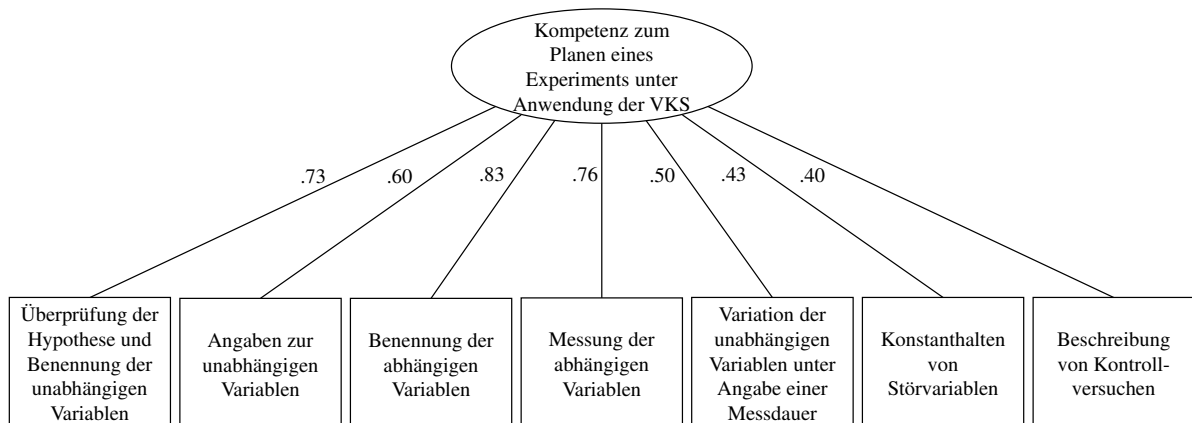 Kompetenz zum
Planen eines
Experiments unter
Anwendung der VKS
.73
.60
.83
.76
.50
.43
.40
Überprüfung der
Hypothese und
Benennung der
unabhängigen
Variablen
Angaben zur
unabhängigen
Variablen
Benennung der
abhängigen
Variablen
Messung der
abhängigen
Variablen
Variation der
unabhängigen
Variablen unter
Angabe einer
Messdauer
Konstanthalten
von
Störvariablen
Beschreibung
von Kontroll-
versuchen